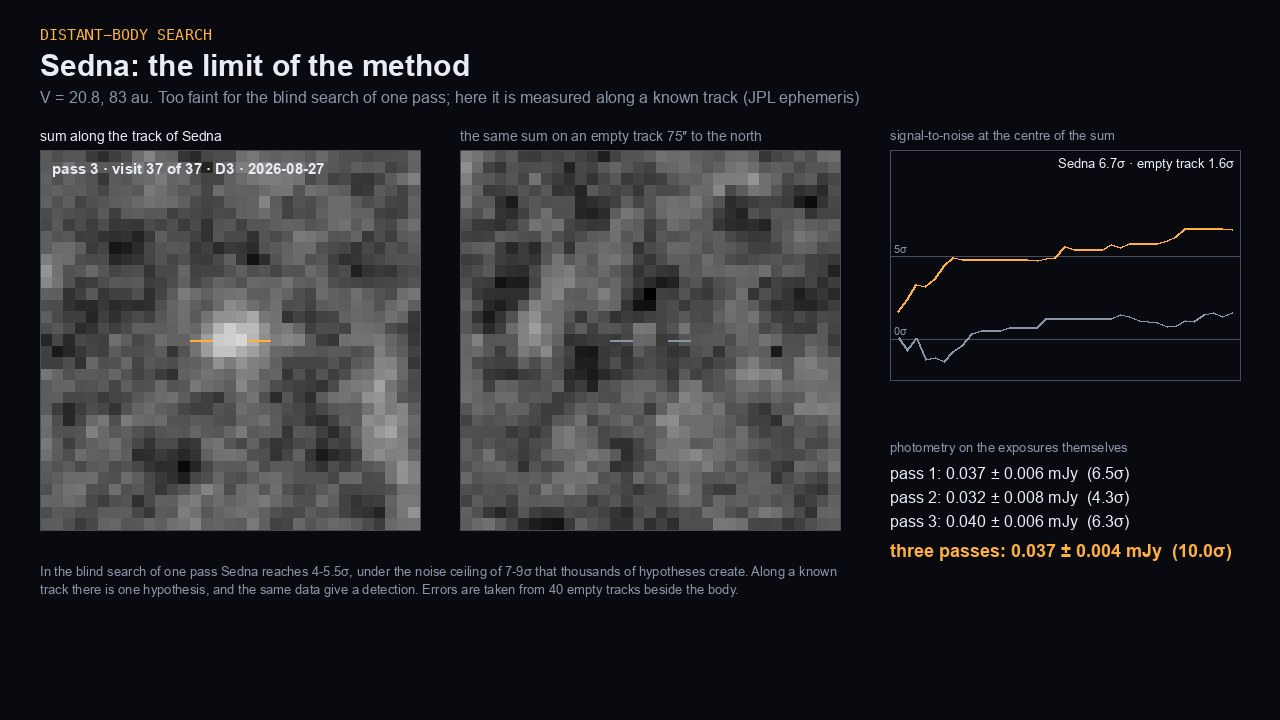 DISTANT–BODY SEARCH
Sedna: the limit of the method
V = 20.8, 83 au. Too faint for the blind search of one pass; here it is measured along a known track (JPL ephemeris)
sum along the track of Sedna
pass 3 · visit 37 of 37 · D3 · 2026-08-27
the same sum on an empty track 75″ to the north
signal-to-noise at the centre of the sum
Sedna 6.7σ · empty track 1.6σ
5σ
0σ
photometry on the exposures themselves
pass 1: 0.037 ± 0.006 mJy (6.5σ)
pass 2: 0.032 ± 0.008 mJy (4.3σ)
pass 3: 0.040 ± 0.006 mJy (6.3σ)
three passes: 0.037 ± 0.004 mJy (10.0σ)
In the blind search of one pass Sedna reaches 4-5.5σ, under the noise ceiling of 7-9σ that thousands of hypotheses create. Along a known
track there is one hypothesis, and the same data give a detection. Errors are taken from 40 empty tracks beside the body.